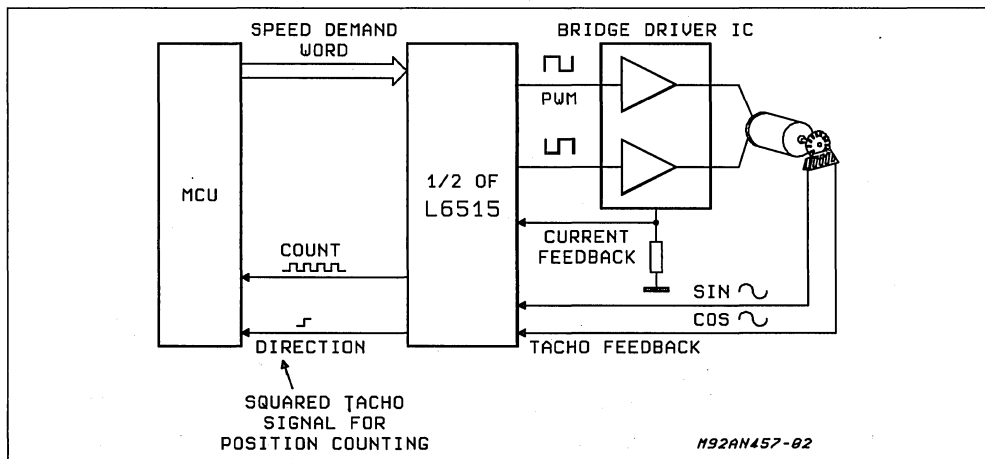 SPEED DEMAND
WORD
BRIDGE DRIVER IC
PWM
MCU
1/2 OF
L6515
CURRENT
FEEDBACK
COUNT
SIN
COS
DIRECTION
TACHO FEEDBACK
SQUARED TACHO
SIGNAL FOR
POSITION COUNTING
M92AN457-02